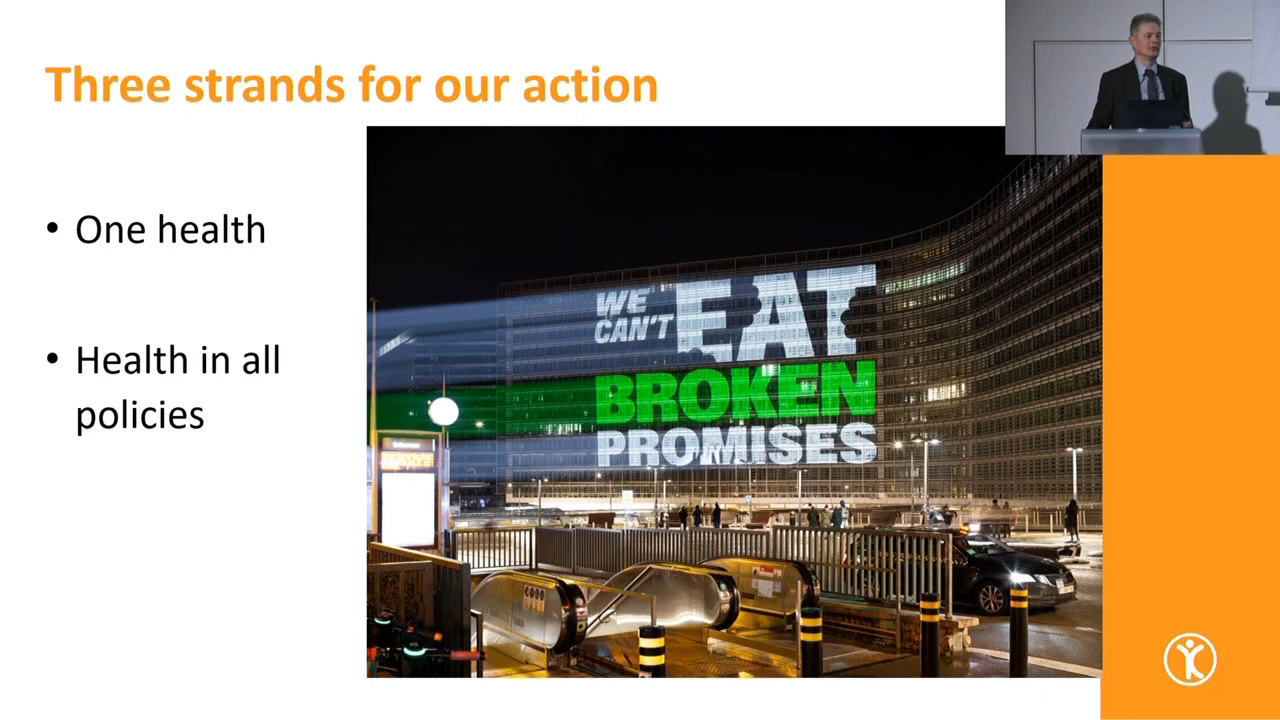 Three strands for our action
• One health
• Health in all
policies
WE
CAN'T
EAT
BROKEN
PROMISES